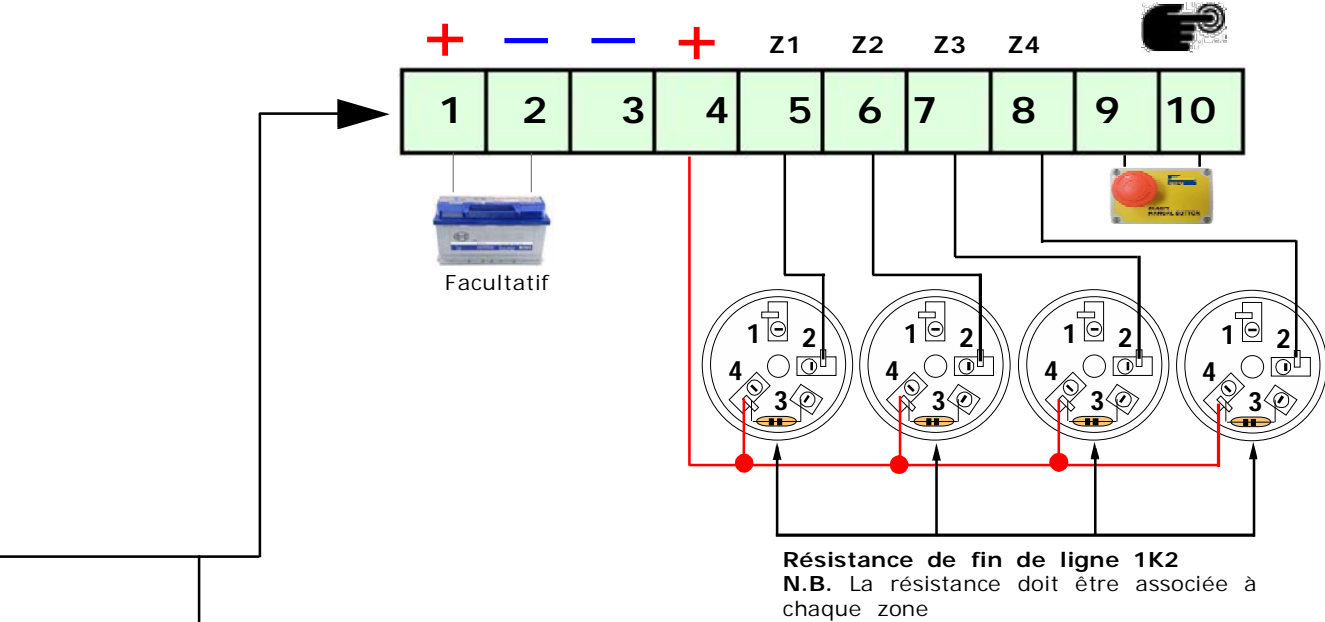 + — — + Z1 Z2 Z3 Z4
1 2 3 4 5 6 7 8 9 10
MANUAL BUTTON
Facultatif
1 2 1 2 1 2 1 2
4 3 4 3 4 3 4 3
Résistance de fin de ligne 1K2
N.B. La résistance doit être associée à
chaque zone